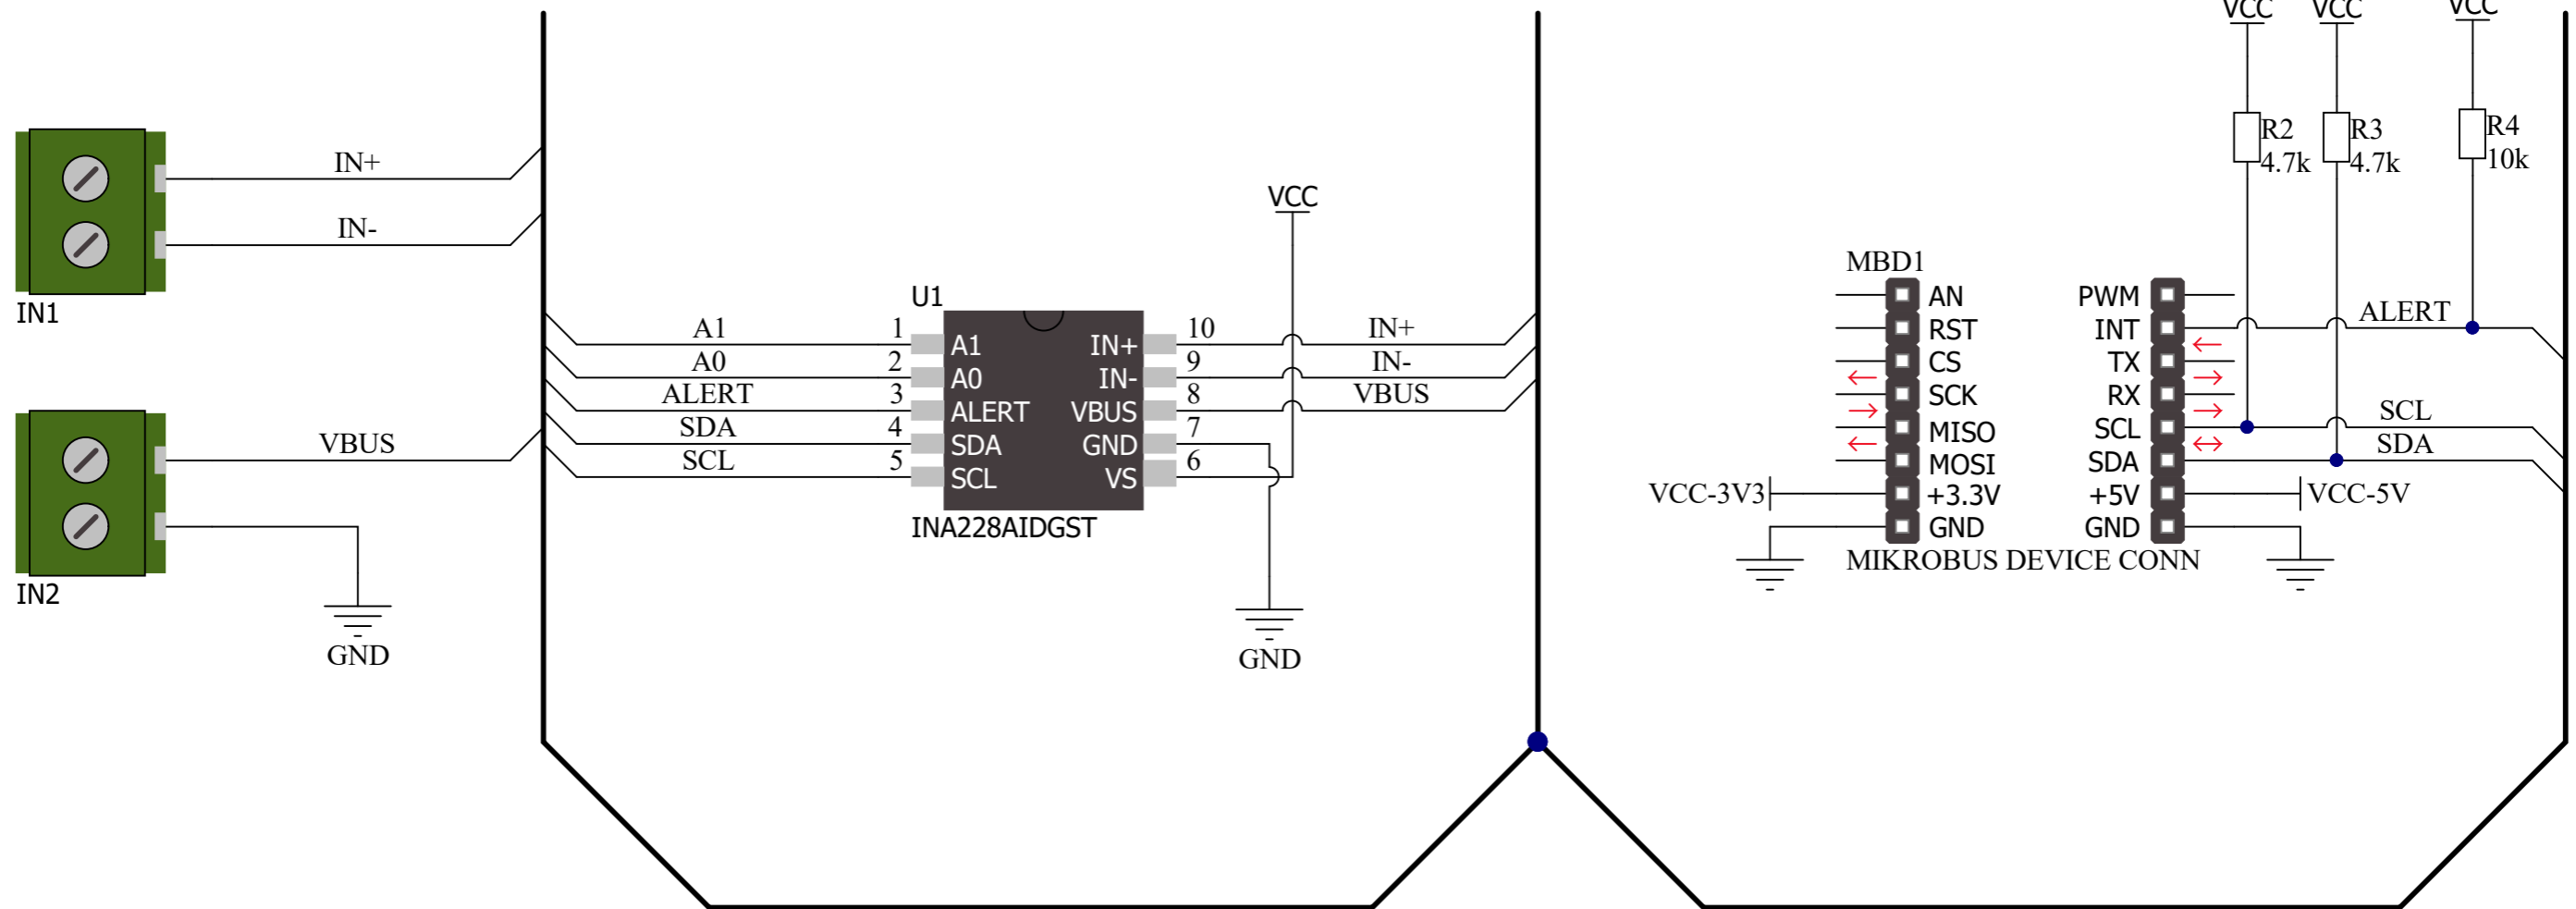 VCC VCC VCC
R2 R3 R4
4.7k 4.7k 10k
IN+
IN-
IN1
VBUS
IN2
GND
VCC
U1
A1 1 A1 IN+ 10 IN+
A0 2 A0 IN- 9 IN-
ALERT 3 ALERT VBUS 8 VBUS
SDA 4 SDA GND 7
SCL 5 SCL VS 6
INA228AIDGST
GND
MBD1
AN PWM
RST INT ALERT
CS TX
SCK RX
MISO SCL SCL
MOSI SDA SDA
VCC-3V3 +3.3V +5V VCC-5V
GND GND
MIKROBUS DEVICE CONN